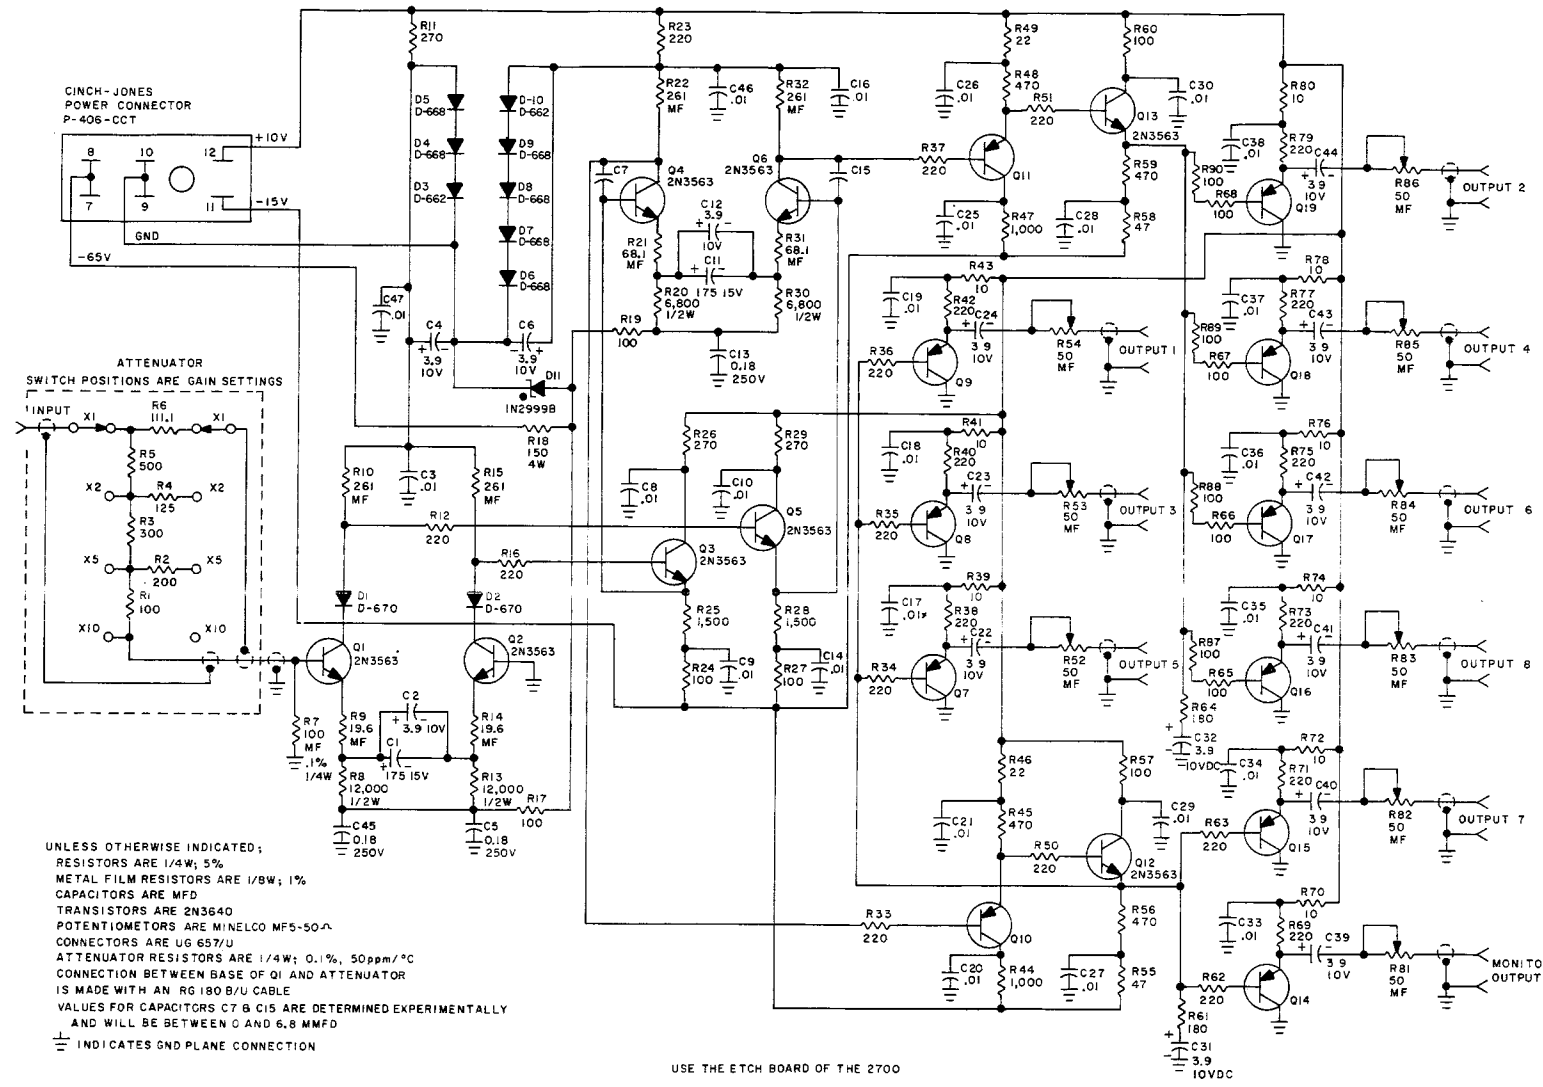 CINCH-JONES
POWER CONNECTOR
P-406-CCT
8
10
12
7
9
11
+10V
-15V
GND
-65V
R11
270
D5
D-668
D4
D-668
D3
D-662
D-10
D-662
D9
D-668
D8
D-668
D7
D-668
D6
D-668
C47
.01
C4
3.9
10V
C6
3.9
10V
D11
1N2999B
R18
150
4W
R23
220
R22
261
MF
C46
.01
R32
261
MF
C16
.01
C7
Q4
2N3563
Q6
2N3563
C15
C12
3.9
10V
C11
175 15V
R21
68.1
MF
R31
68.1
MF
R20
6,800
1/2W
R30
6,800
1/2W
R19
100
C13
0.18
250V
R37
220
R49
22
C26
.01
R48
470
R51
220
Q11
C25
.01
R47
1,000
R60
100
C30
.01
Q13
2N3563
R59
470
C28
.01
R58
47
R80
10
C38
.01
R79
220
C44
3.9
10V
R90
100
R68
100
Q19
R86
50
MF
OUTPUT 2
R43
10
C19
.01
R42
220
C24
3.9
10V
R36
220
Q9
R54
50
MF
OUTPUT 1
R78
10
C37
.01
R77
220
C43
3.9
10V
R89
100
R67
100
Q18
R85
50
MF
OUTPUT 4
ATTENUATOR
SWITCH POSITIONS ARE GAIN SETTINGS
INPUT
X1
R6
111.1
X1
R5
500
X2
R4
125
X2
R3
300
X5
R2
200
X5
R1
100
X10
X10
R10
261
MF
C3
.01
R15
261
MF
R12
220
R16
220
D1
D-670
D2
D-670
Q1
2N3563
Q2
2N3563
R7
100
MF
.1%
1/4W
R9
19.6
MF
C2
3.9 10V
C1
175 15V
R14
19.6
MF
R8
12,000
1/2W
R13
12,000
1/2W
R17
100
C45
0.18
250V
C5
0.18
250V
R26
270
R29
270
C8
.01
C10
.01
Q5
2N3563
Q3
2N3563
R25
1,500
R28
1,500
R24
100
C9
.01
R27
100
C14
.01
R41
10
C18
.01
R40
220
C23
3.9
10V
R35
220
Q8
R53
50
MF
OUTPUT 3
R76
10
C36
.01
R75
220
C42
3.9
10V
R88
100
R66
100
Q17
R84
50
MF
OUTPUT 6
R39
10
C17
.01
R38
220
C22
3.9
10V
R34
220
Q7
R52
50
MF
OUTPUT 5
R74
10
C35
.01
R73
220
C41
3.9
10V
R87
100
R65
100
Q16
R83
50
MF
OUTPUT 8
R64
180
C32
3.9
10VDC
R46
22
R57
100
C21
.01
R45
470
R50
220
C29
.01
Q12
2N3563
R33
220
Q10
R56
470
C20
.01
R44
1,000
C27
.01
R55
47
R72
10
C34
.01
R71
220
C40
3.9
10V
R63
220
Q15
R82
50
MF
OUTPUT 7
R70
10
C33
.01
R69
220
C39
3.9
10V
R62
220
Q14
R81
50
MF
MONITO
OUTPUT
R61
180
C31
3.9
10VDC
UNLESS OTHERWISE INDICATED;
RESISTORS ARE 1/4W; 5%
METAL FILM RESISTORS ARE 1/8W; 1%
CAPACITORS ARE MFD
TRANSISTORS ARE 2N3640
POTENTIOMETORS ARE MINELCO MF5-50Ω
CONNECTORS ARE UG 657/U
ATTENUATOR RESISTORS ARE 1/4W; 0.1%, 50ppm/°C
CONNECTION BETWEEN BASE OF Q1 AND ATTENUATOR
IS MADE WITH AN RG 180 B/U CABLE
VALUES FOR CAPACITORS C7 & C15 ARE DETERMINED EXPERIMENTALLY
AND WILL BE BETWEEN 0 AND 6.8 MMFD
INDICATES GND PLANE CONNECTION
USE THE ETCH BOARD OF THE 2700